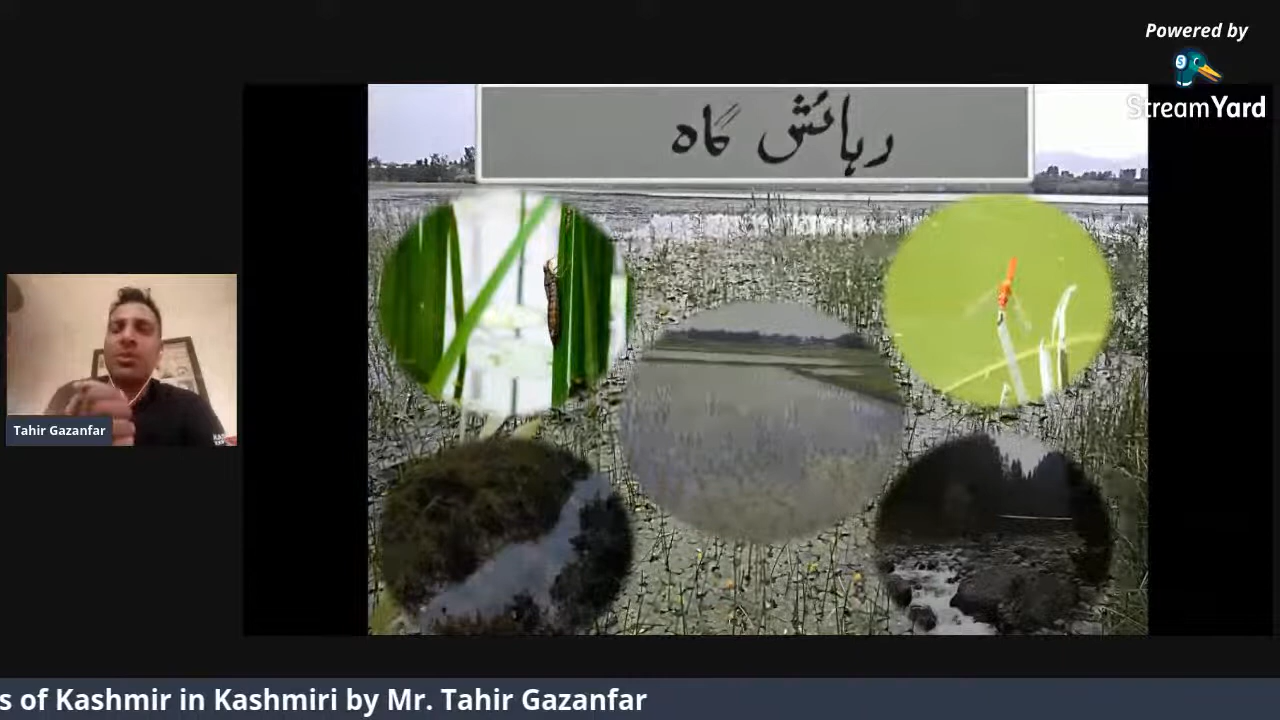 Powered by
StreamYard
رہائش گاہ
Tahir Gazanfar
s of Kashmir in Kashmiri by Mr. Tahir Gazanfar